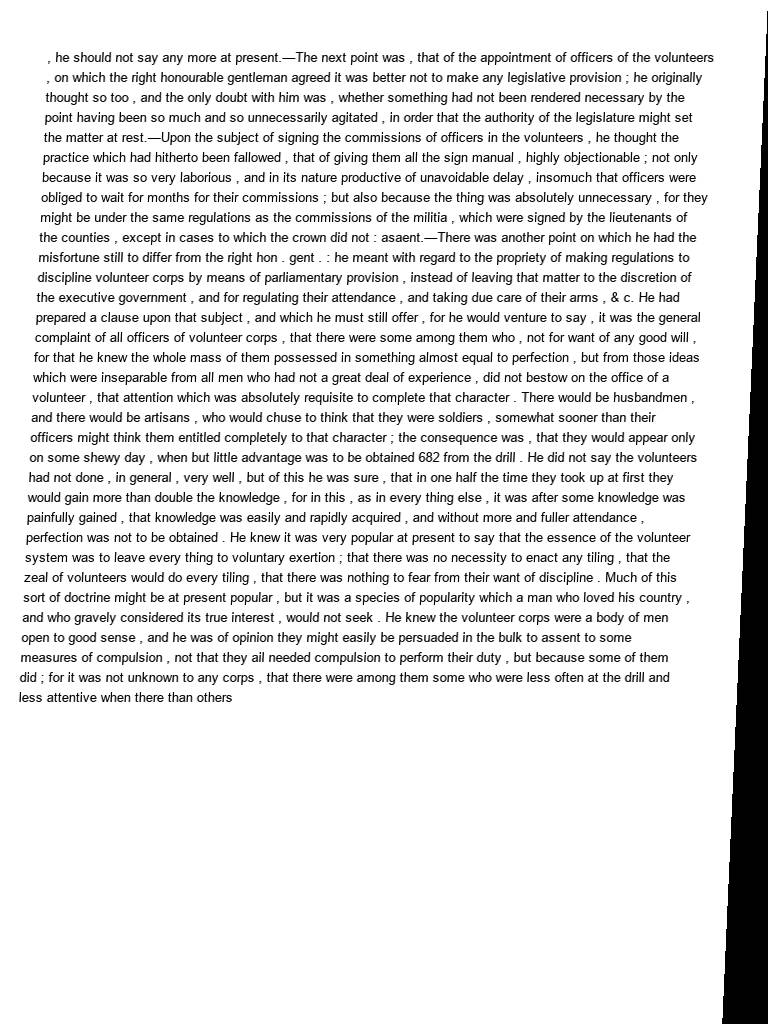 , he should not say any more at present.—The next point was , that of the appointment of officers of the volunteers
, on which the right honourable gentleman agreed it was better not to make any legislative provision ; he originally
thought so too , and the only doubt with him was , whether something had not been rendered necessary by the
point having been so much and so unnecessarily agitated , in order that the authority of the legislature might set
the matter at rest.—Upon the subject of signing the commissions of officers in the volunteers , he thought the
practice which had hitherto been fallowed , that of giving them all the sign manual , highly objectionable ; not only
because it was so very laborious , and in its nature productive of unavoidable delay , insomuch that officers were
obliged to wait for months for their commissions ; but also because the thing was absolutely unnecessary , for they
might be under the same regulations as the commissions of the militia , which were signed by the lieutenants of
the counties , except in cases to which the crown did not : asaent.—There was another point on which he had the
misfortune still to differ from the right hon . gent . : he meant with regard to the propriety of making regulations to
discipline volunteer corps by means of parliamentary provision , instead of leaving that matter to the discretion of
the executive government , and for regulating their attendance , and taking due care of their arms , & c. He had
prepared a clause upon that subject , and which he must still offer , for he would venture to say , it was the general
complaint of all officers of volunteer corps , that there were some among them who , not for want of any good will ,
for that he knew the whole mass of them possessed in something almost equal to perfection , but from those ideas
which were inseparable from all men who had not a great deal of experience , did not bestow on the office of a
volunteer , that attention which was absolutely requisite to complete that character . There would be husbandmen ,
and there would be artisans , who would chuse to think that they were soldiers , somewhat sooner than their
officers might think them entitled completely to that character ; the consequence was , that they would appear only
on some shewy day , when but little advantage was to be obtained 682 from the drill . He did not say the volunteers
had not done , in general , very well , but of this he was sure , that in one half the time they took up at first they
would gain more than double the knowledge , for in this , as in every thing else , it was after some knowledge was
painfully gained , that knowledge was easily and rapidly acquired , and without more and fuller attendance ,
perfection was not to be obtained . He knew it was very popular at present to say that the essence of the volunteer
system was to leave every thing to voluntary exertion ; that there was no necessity to enact any tiling , that the
zeal of volunteers would do every tiling , that there was nothing to fear from their want of discipline . Much of this
sort of doctrine might be at present popular , but it was a species of popularity which a man who loved his country ,
and who gravely considered its true interest , would not seek . He knew the volunteer corps were a body of men
open to good sense , and he was of opinion they might easily be persuaded in the bulk to assent to some
measures of compulsion , not that they ail needed compulsion to perform their duty , but because some of them
did ; for it was not unknown to any corps , that there were among them some who were less often at the drill and
less attentive when there than others